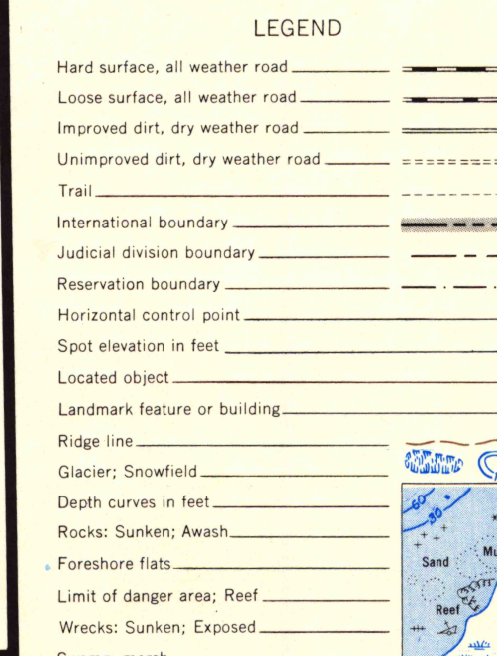 LEGEND
Hard surface, all weather road
Loose surface, all weather road
Improved dirt, dry weather road
Unimproved dirt, dry weather road
Trail
International boundary
Judicial division boundary
Reservation boundary
Horizontal control point
Spot elevation in feet
Located object
Landmark feature or building
Ridge line
Glacier; Snowfield
Depth curves in feet
60
30
Rocks: Sunken; Awash
Foreshore flats
Sand
Limit of danger area; Reef
Reef
Wrecks: Sunken; Exposed